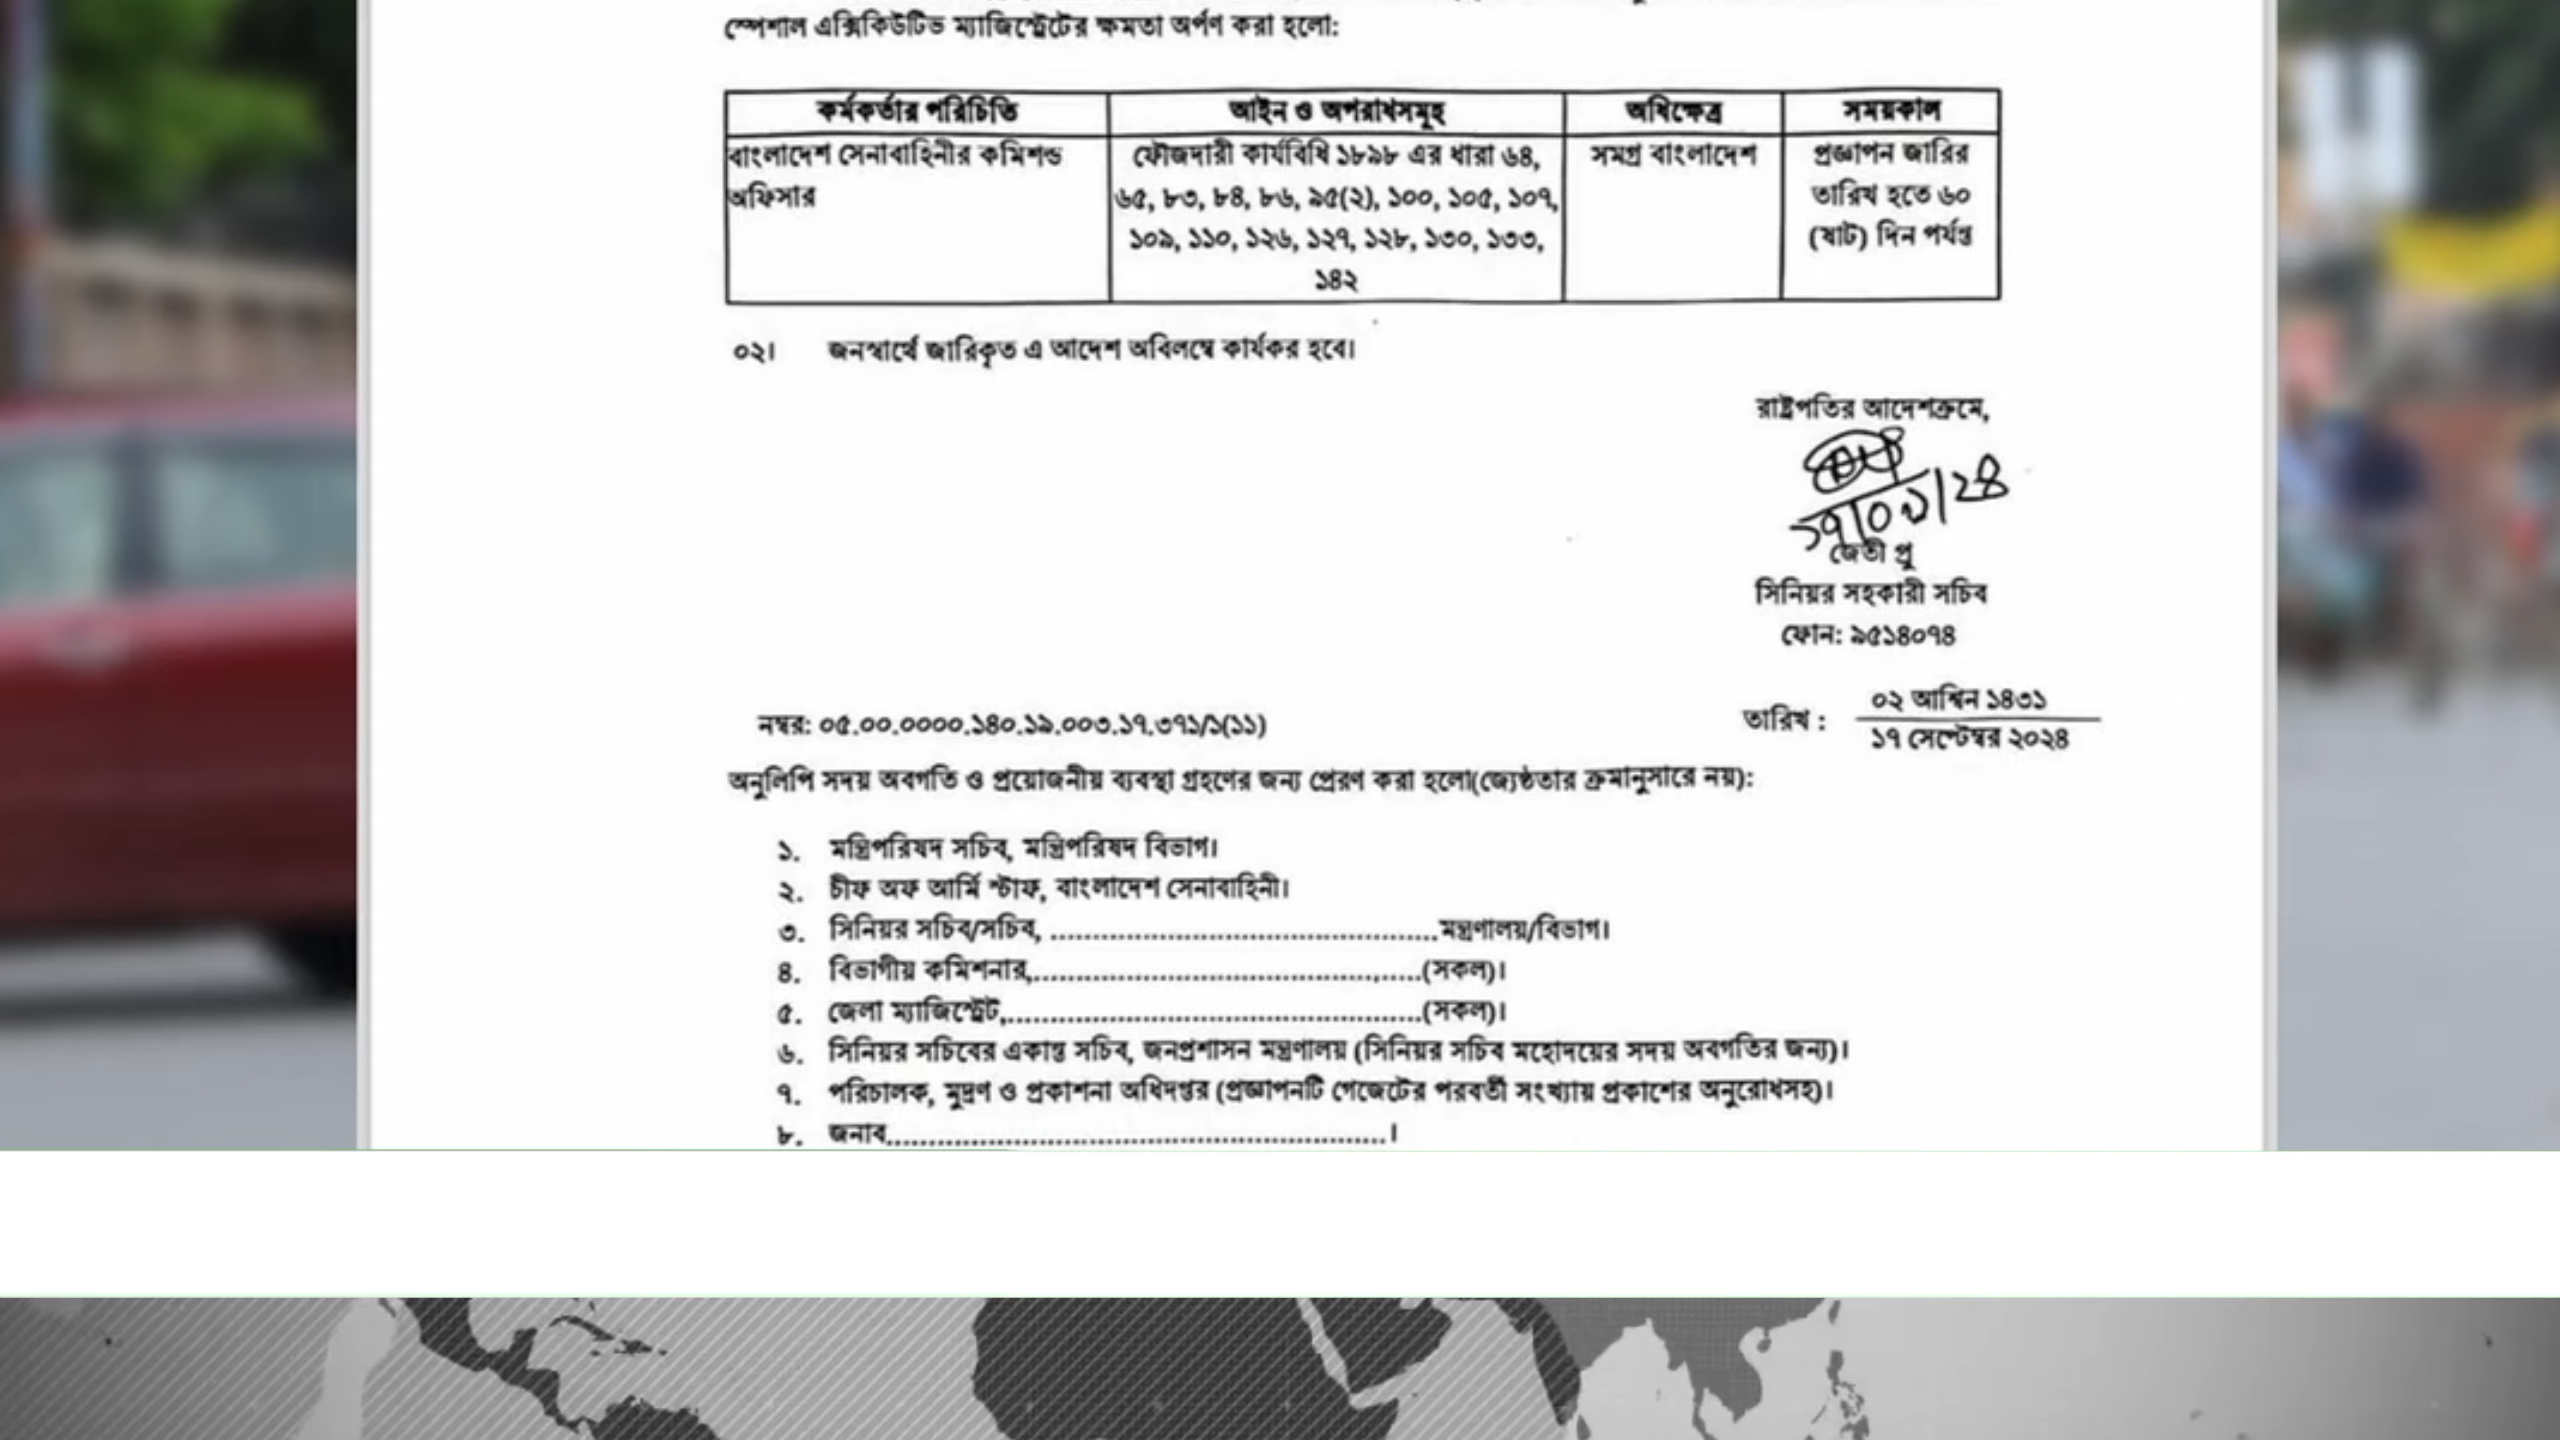 স্পেশাল এক্সিকিউটিভ ম্যাজিস্ট্রেটের ক্ষমতা অর্পণ করা হলো:
কর্মকর্তার পরিচিতি
আইন ও অপরাধসমূহ
অধিক্ষেত্র
সময়কাল
বাংলাদেশ সেনাবাহিনীর কমিশন্ড
অফিসার
ফৌজদারী কার্যবিধি ১৮৯৮ এর ধারা ৬৪,
৬৫, ৮৩, ৮৪, ৮৬, ৯৫(২), ১০০, ১০৫, ১০৭,
১০৯, ১১০, ১২৬, ১২৭, ১২৮, ১৩০, ১৩৩,
১৪২
সমগ্র বাংলাদেশ
প্রজ্ঞাপন জারির
তারিখ হতে ৬০
(ষাট) দিন পর্যন্ত
০২। জনস্বার্থে জারিকৃত এ আদেশ অবিলম্বে কার্যকর হবে।
রাষ্ট্রপতির আদেশক্রমে,
১৭/০৯/২৪
জেতী প্রু
সিনিয়র সহকারী সচিব
ফোন: ৯৫১৪০৭৪
নম্বর: ০৫.০০.০০০০.১৪০.১৯.০০৩.১৭.৩৭১/১(১১)
তারিখ : ০২ আশ্বিন ১৪৩১
১৭ সেপ্টেম্বর ২০২৪
অনুলিপি সদয় অবগতি ও প্রয়োজনীয় ব্যবস্থা গ্রহণের জন্য প্রেরণ করা হলো(জ্যেষ্ঠতার ক্রমানুসারে নয়):
১. মন্ত্রিপরিষদ সচিব, মন্ত্রিপরিষদ বিভাগ।
২. চীফ অফ আর্মি স্টাফ, বাংলাদেশ সেনাবাহিনী।
৩. সিনিয়র সচিব/সচিব, ................................................মন্ত্রণালয়/বিভাগ।
৪. বিভাগীয় কমিশনার,................................................(সকল)।
৫. জেলা ম্যাজিস্ট্রেট,....................................................(সকল)।
৬. সিনিয়র সচিবের একান্ত সচিব, জনপ্রশাসন মন্ত্রণালয় (সিনিয়র সচিব মহোদয়ের সদয় অবগতির জন্য)।
৭. পরিচালক, মুদ্রণ ও প্রকাশনা অধিদপ্তর (প্রজ্ঞাপনটি গেজেটের পরবর্তী সংখ্যায় প্রকাশের অনুরোধসহ)।
৮. জনাব..............................................................।